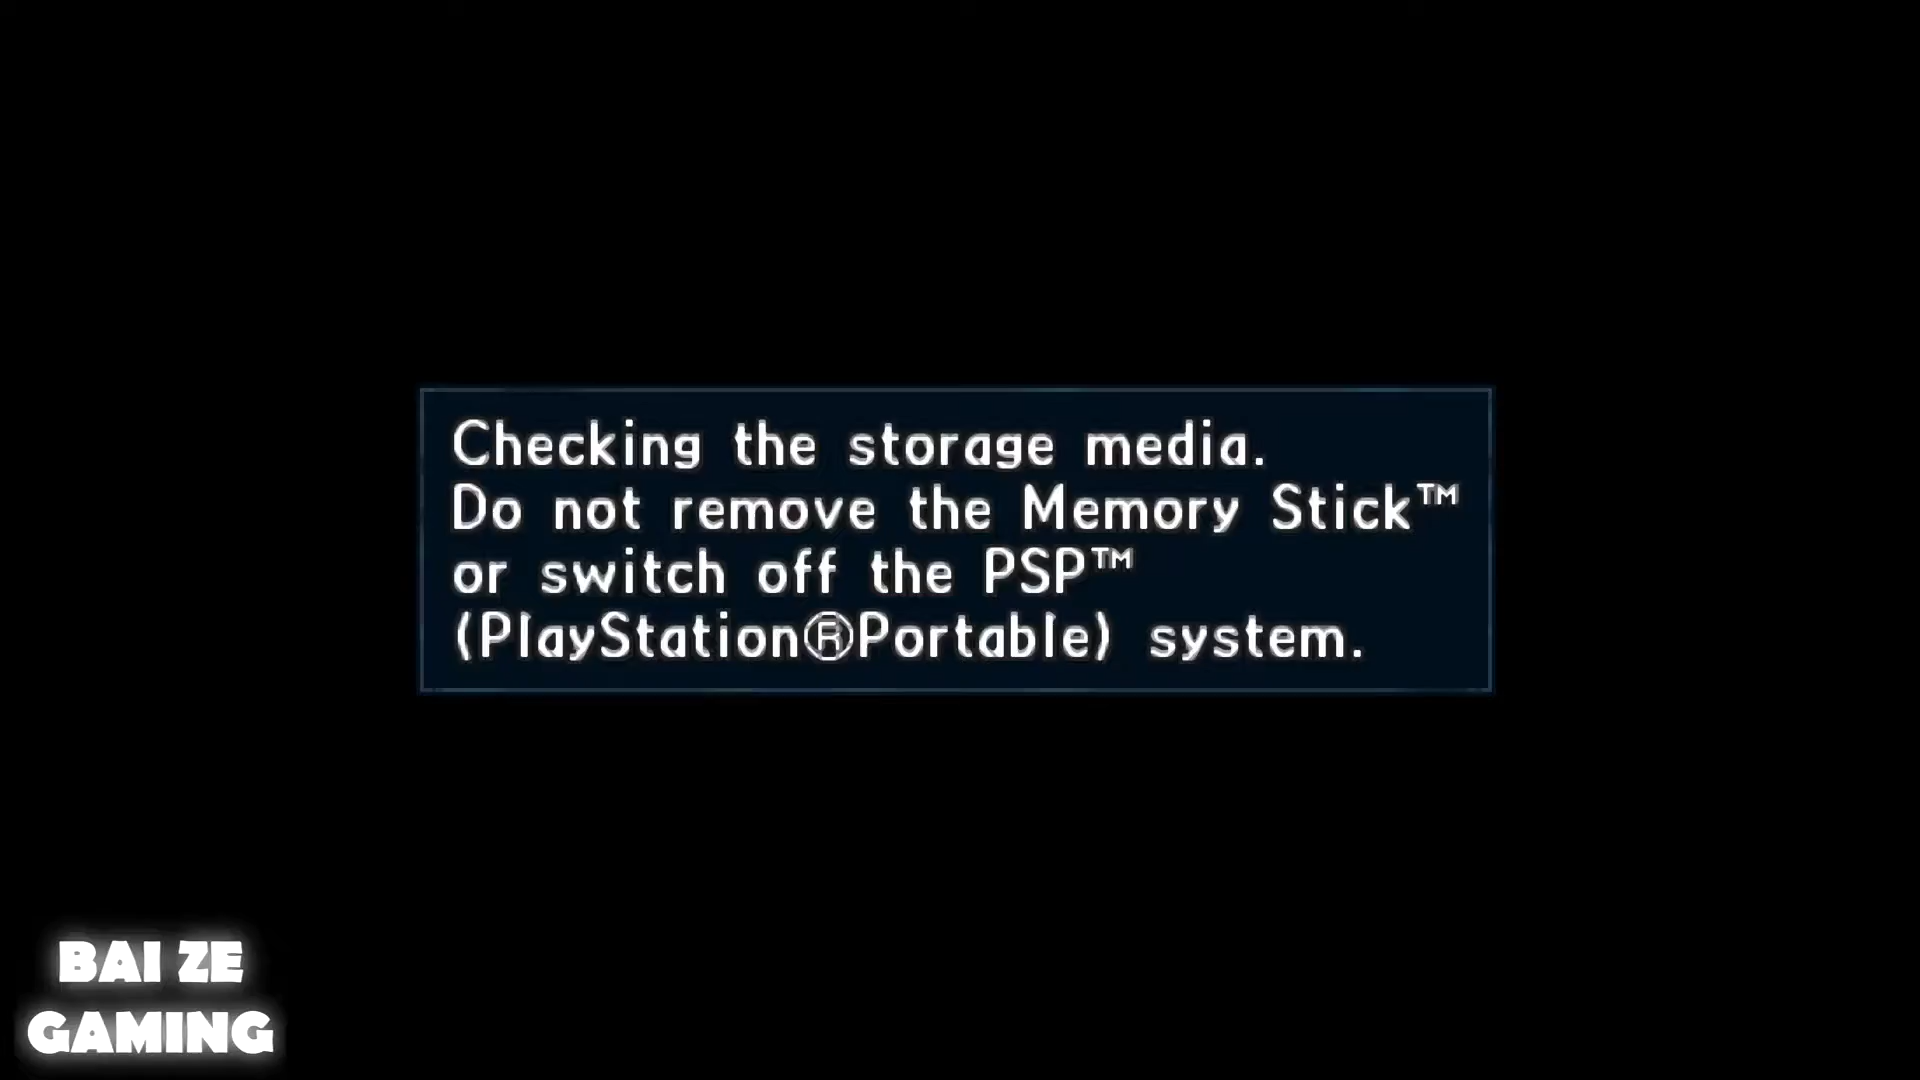 Checking the storage media.
Do not remove the Memory Stick™
or switch off the PSP™
(PlayStation®Portable) system.
BAI ZE
GAMING